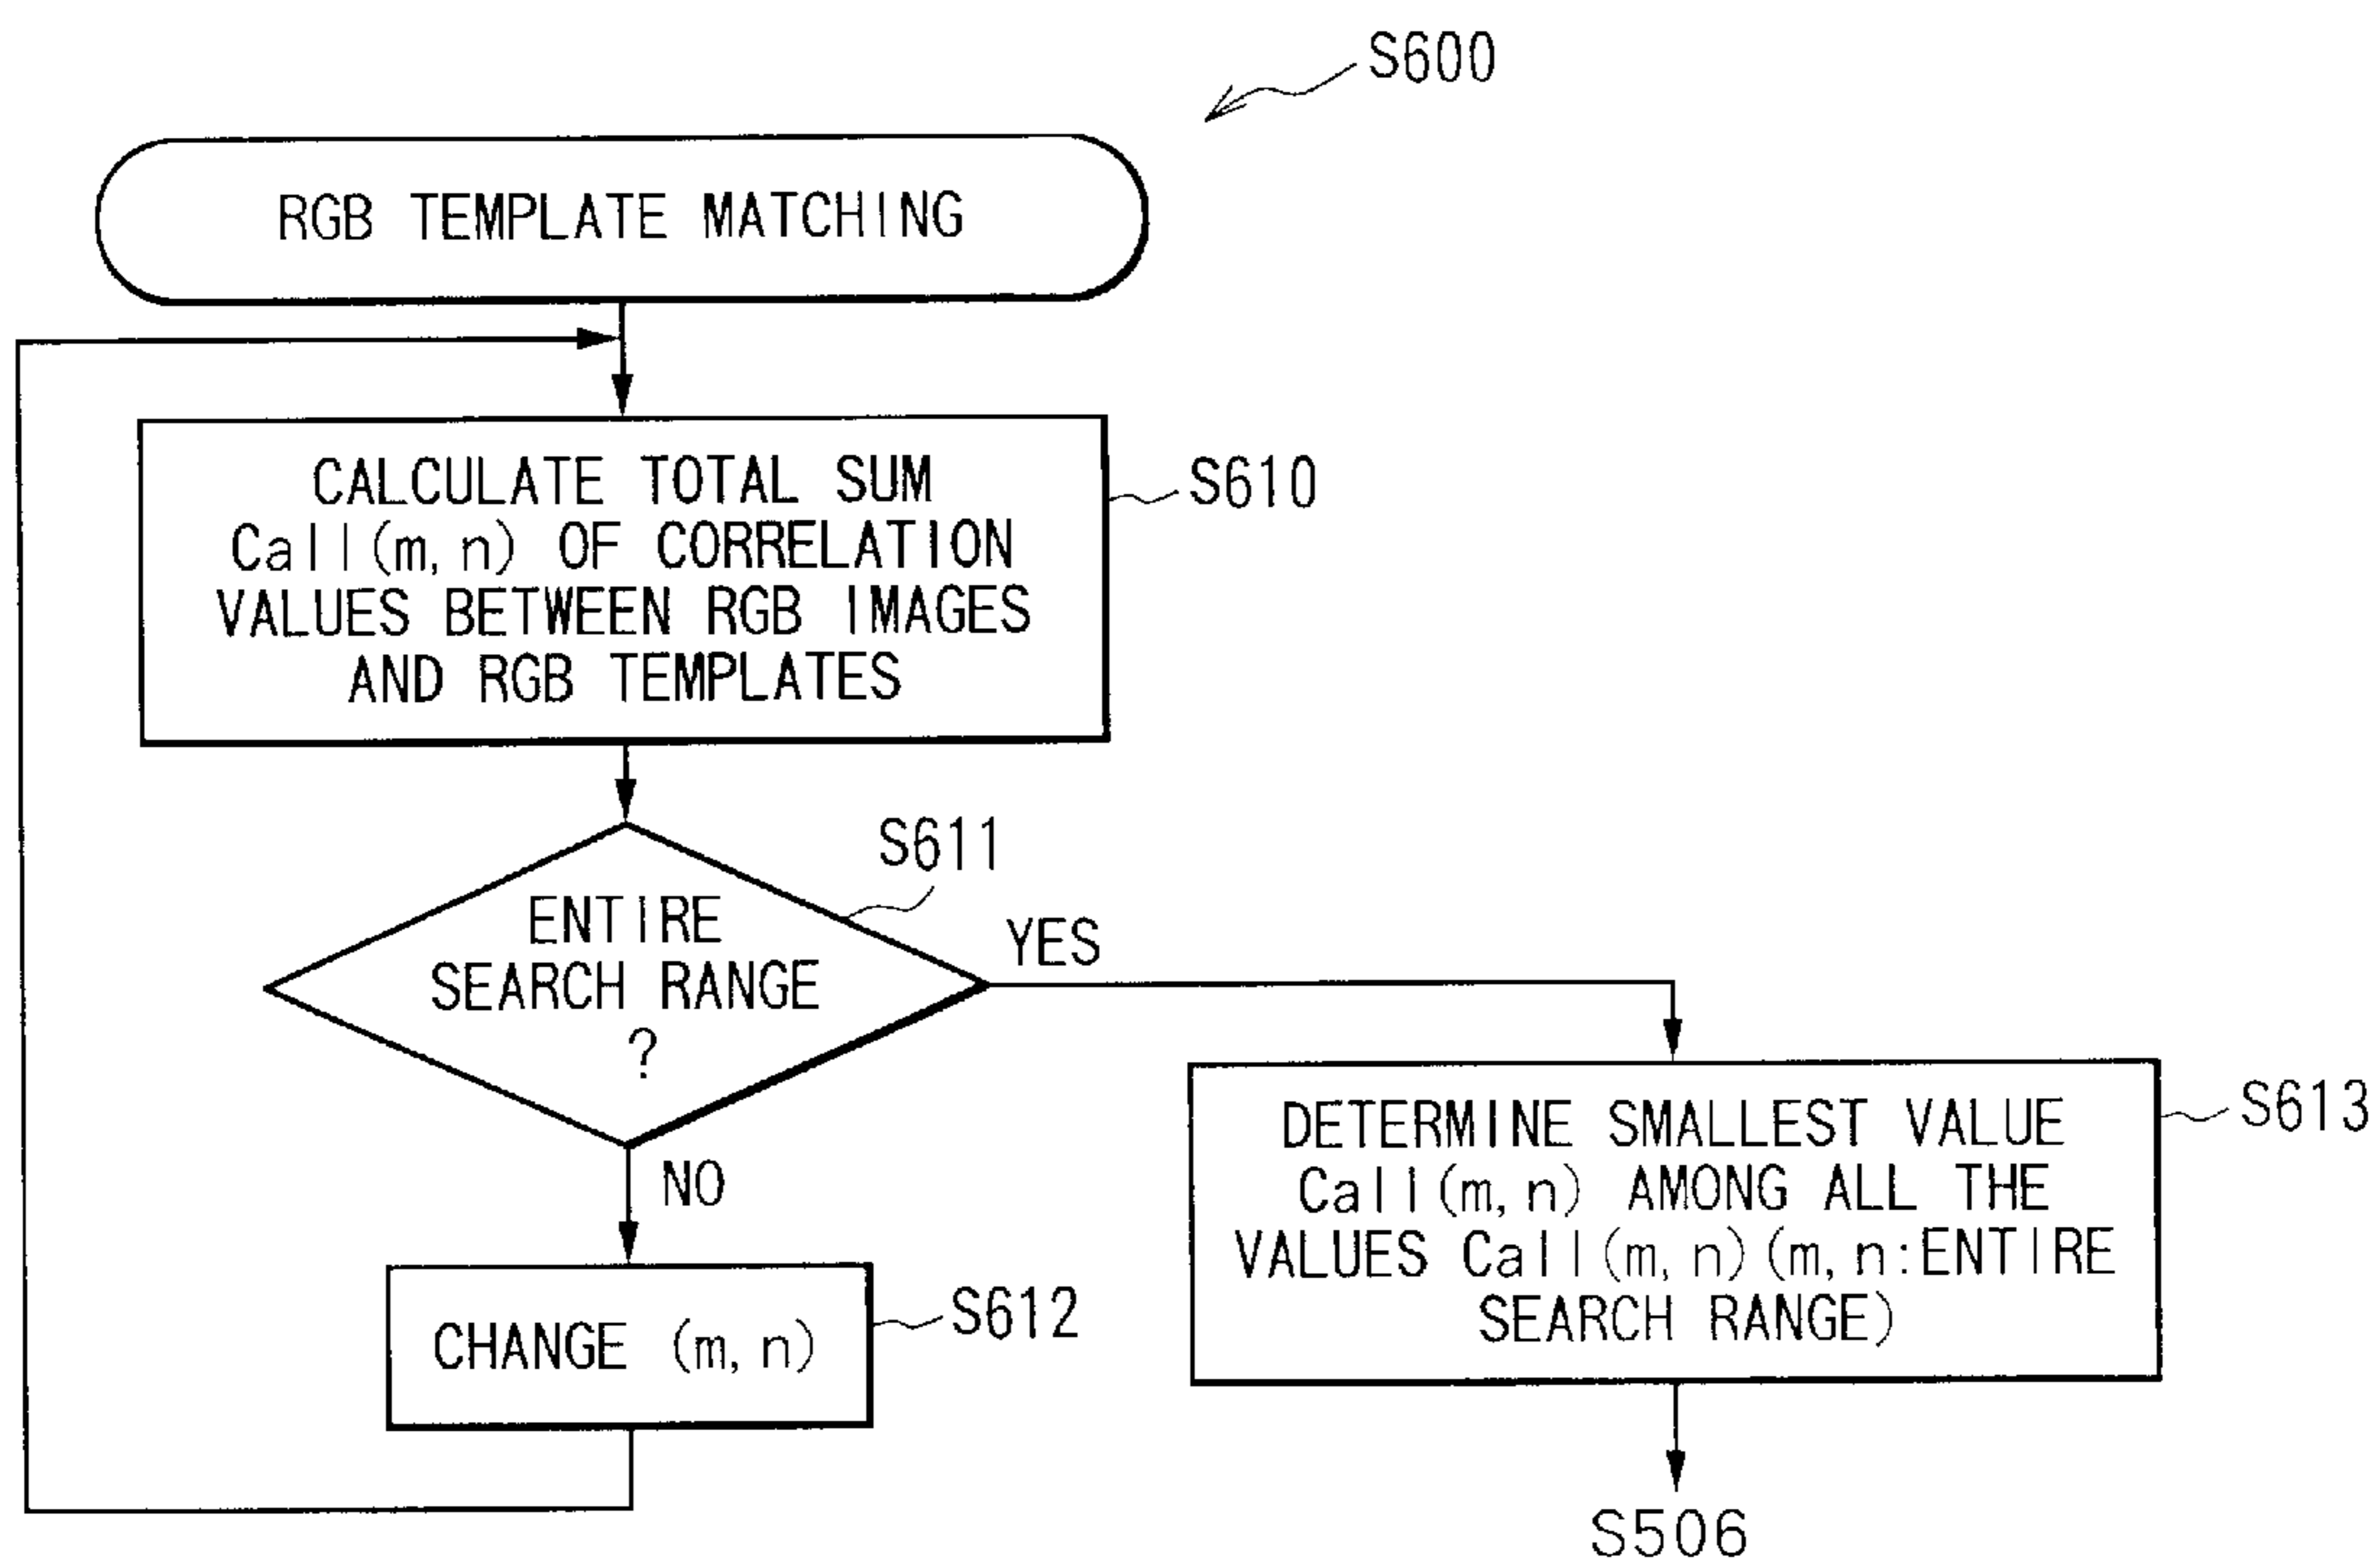 S600
RGB TEMPLATE MATCHING
CALCULATE TOTAL SUM
Call(m,n) OF CORRELATION
VALUES BETWEEN RGB IMAGES
AND RGB TEMPLATES
S610
S611
ENTIRE
SEARCH RANGE
?
YES
NO
CHANGE (m,n)
S612
DETERMINE SMALLEST VALUE
Call(m,n) AMONG ALL THE
VALUES Call(m,n)(m,n:ENTIRE
SEARCH RANGE)
S613
S506